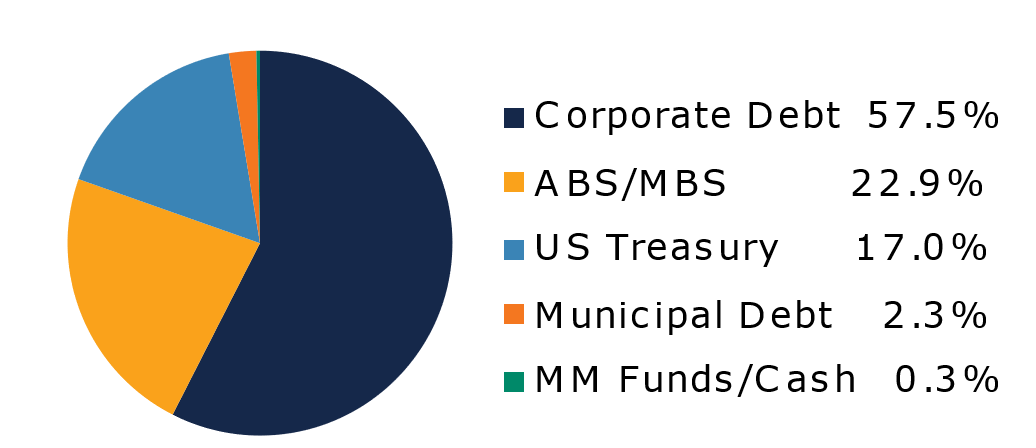 Corporate Debt 57.5%
ABS/MBS 22.9%
US Treasury 17.0%
Municipal Debt 2.3%
MM Funds/Cash 0.3%